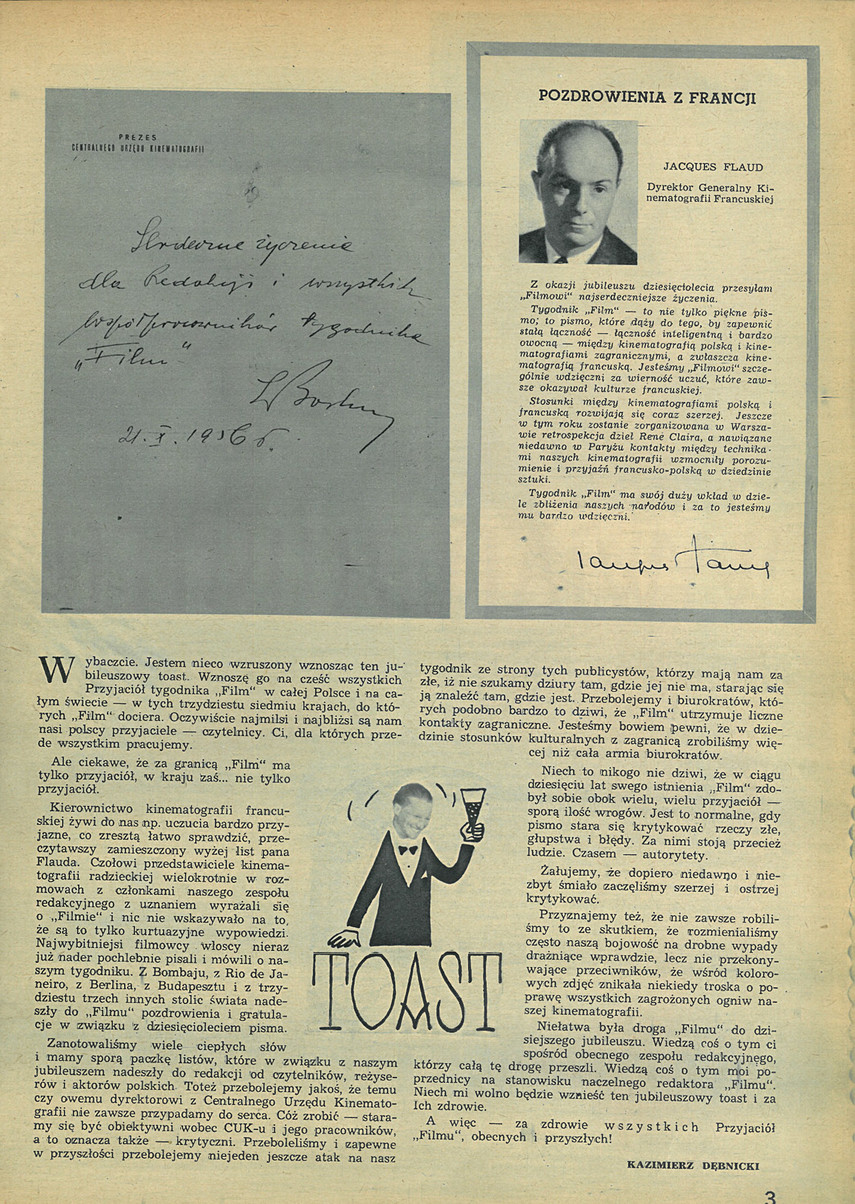 PREZES
CENTRALNEGO URZĘDU KINEMATOGRAFII
Serdeczne życzenia
dla Redakcji i wszystkich
współpracowników tygodnika
„Film”
21.X.1956 r.
POZDROWIENIA Z FRANCJI
JACQUES FLAUD
Dyrektor Generalny Ki-
nematografii Francuskiej
Z okazji jubileuszu dziesięciolecia przesyłam
„Filmowi” najserdeczniejsze życzenia.
Tygodnik „Film” — to nie tylko piękne pis-
mo; to pismo, które dąży do tego, by zapewnić
stałą łączność — łączność inteligentną i bardzo
owocną — między kinematografią polską i kine-
matografiami zagranicznymi, a zwłaszcza kine-
matografią francuską. Jesteśmy „Filmowi” szcze-
gólnie wdzięczni za wierność uczuć, które zaw-
sze okazywał kulturze francuskiej.
Stosunki między kinematografiami polską i
francuską rozwijają się coraz szerzej. Jeszcze
w tym roku zostanie zorganizowana w Warsza-
wie retrospekcja dzieł René Claira, a nawiązane
niedawno w Paryżu kontakty między technika-
mi naszych kinematografii wzmocniły porozu-
mienie i przyjaźń francusko-polską w dziedzinie
sztuki.
Tygodnik „Film” ma swój duży wkład w dzie-
le zbliżenia naszych narodów i za to jesteśmy
mu bardzo wdzięczni.
Wybaczcie. Jestem nieco wzruszony wznosząc ten ju-
bileuszowy toast. Wznoszę go na cześć wszystkich
Przyjaciół tygodnika „Film” w całej Polsce i na ca-
łym świecie — w tych trzydziestu siedmiu krajach, do któ-
rych „Film” dociera. Oczywiście najmilsi i najbliżsi są nam
nasi polscy przyjaciele — czytelnicy. Ci, dla których prze-
de wszystkim pracujemy.
Ale ciekawe, że za granicą „Film” ma
tylko przyjaciół, w kraju zaś... nie tylko
przyjaciół.
Kierownictwo kinematografii francu-
skiej żywi do nas np. uczucia bardzo przy-
jazne, co zresztą łatwo sprawdzić, prze-
czytawszy zamieszczony wyżej list pana
Flauda. Czołowi przedstawiciele kinema-
tografii radzieckiej wielokrotnie w roz-
mowach z członkami naszego zespołu
redakcyjnego z uznaniem wyrażali się
o „Filmie” i nic nie wskazywało na to,
że są to tylko kurtuazyjne wypowiedzi.
Najwybitniejsi filmowcy włoscy nieraz
już nader pochlebnie pisali i mówili o na-
szym tygodniku. Z Bombaju, z Rio de Ja-
neiro, z Berlina, z Budapesztu i z trzy-
dziestu trzech innych stolic świata nade-
szły do „Filmu” pozdrowienia i gratula-
cje w związku z dziesięcioleciem pisma.
Zanotowaliśmy wiele ciepłych słów
i mamy sporą paczkę listów, które w związku z naszym
jubileuszem nadeszły do redakcji od czytelników, reżyse-
rów i aktorów polskich. Toteż przebolejemy jakoś, że temu
czy owemu dyrektorowi z Centralnego Urzędu Kinemato-
grafii nie zawsze przypadamy do serca. Cóż zrobić — stara-
my się być obiektywni wobec CUK-u i jego pracowników,
a to oznacza także — krytyczni. Przeboleliśmy i zapewne
w przyszłości przebolejemy niejeden jeszcze atak na nasz
TOAST
tygodnik ze strony tych publicystów, którzy mają nam za
złe, iż nie szukamy dziury tam, gdzie jej nie ma, starając się
ją znaleźć tam, gdzie jest. Przebolejemy i biurokratów, któ-
rych podobno bardzo to dziwi, że „Film” utrzymuje liczne
kontakty zagraniczne. Jesteśmy bowiem pewni, że w dzie-
dzinie stosunków kulturalnych z zagranicą zrobiliśmy wię-
cej niż cała armia biurokratów.
Niech to nikogo nie dziwi, że w ciągu
dziesięciu lat swego istnienia „Film” zdo-
był sobie obok wielu, wielu przyjaciół —
sporą ilość wrogów. Jest to normalne, gdy
pismo stara się krytykować rzeczy złe,
głupstwa i błędy. Za nimi stoją przecież
ludzie. Czasem — autorytety.
Żałujemy, że dopiero niedawno i nie-
zbyt śmiało zaczęliśmy szerzej i ostrzej
krytykować.
Przyznajemy też, że nie zawsze robili-
śmy to ze skutkiem, że rozmienialiśmy
często naszą bojowość na drobne wypady
drażniące wprawdzie, lecz nie przekony-
wające przeciwników, że wśród koloro-
wych zdjęć znikała niekiedy troska o po-
prawę wszystkich zagrożonych ogniw na-
szej kinematografii.
Niełatwa była droga „Filmu” do dzi-
siejszego jubileuszu. Wiedzą coś o tym ci
spośród obecnego zespołu redakcyjnego,
którzy całą tę drogę przeszli. Wiedzą coś o tym moi po-
przednicy na stanowisku naczelnego redaktora „Filmu”.
Niech mi wolno będzie wznieść ten jubileuszowy toast i za
Ich zdrowie.
A więc — za zdrowie wszystkich Przyjaciół
„Filmu”, obecnych i przyszłych!
KAZIMIERZ DĘBNICKI
3